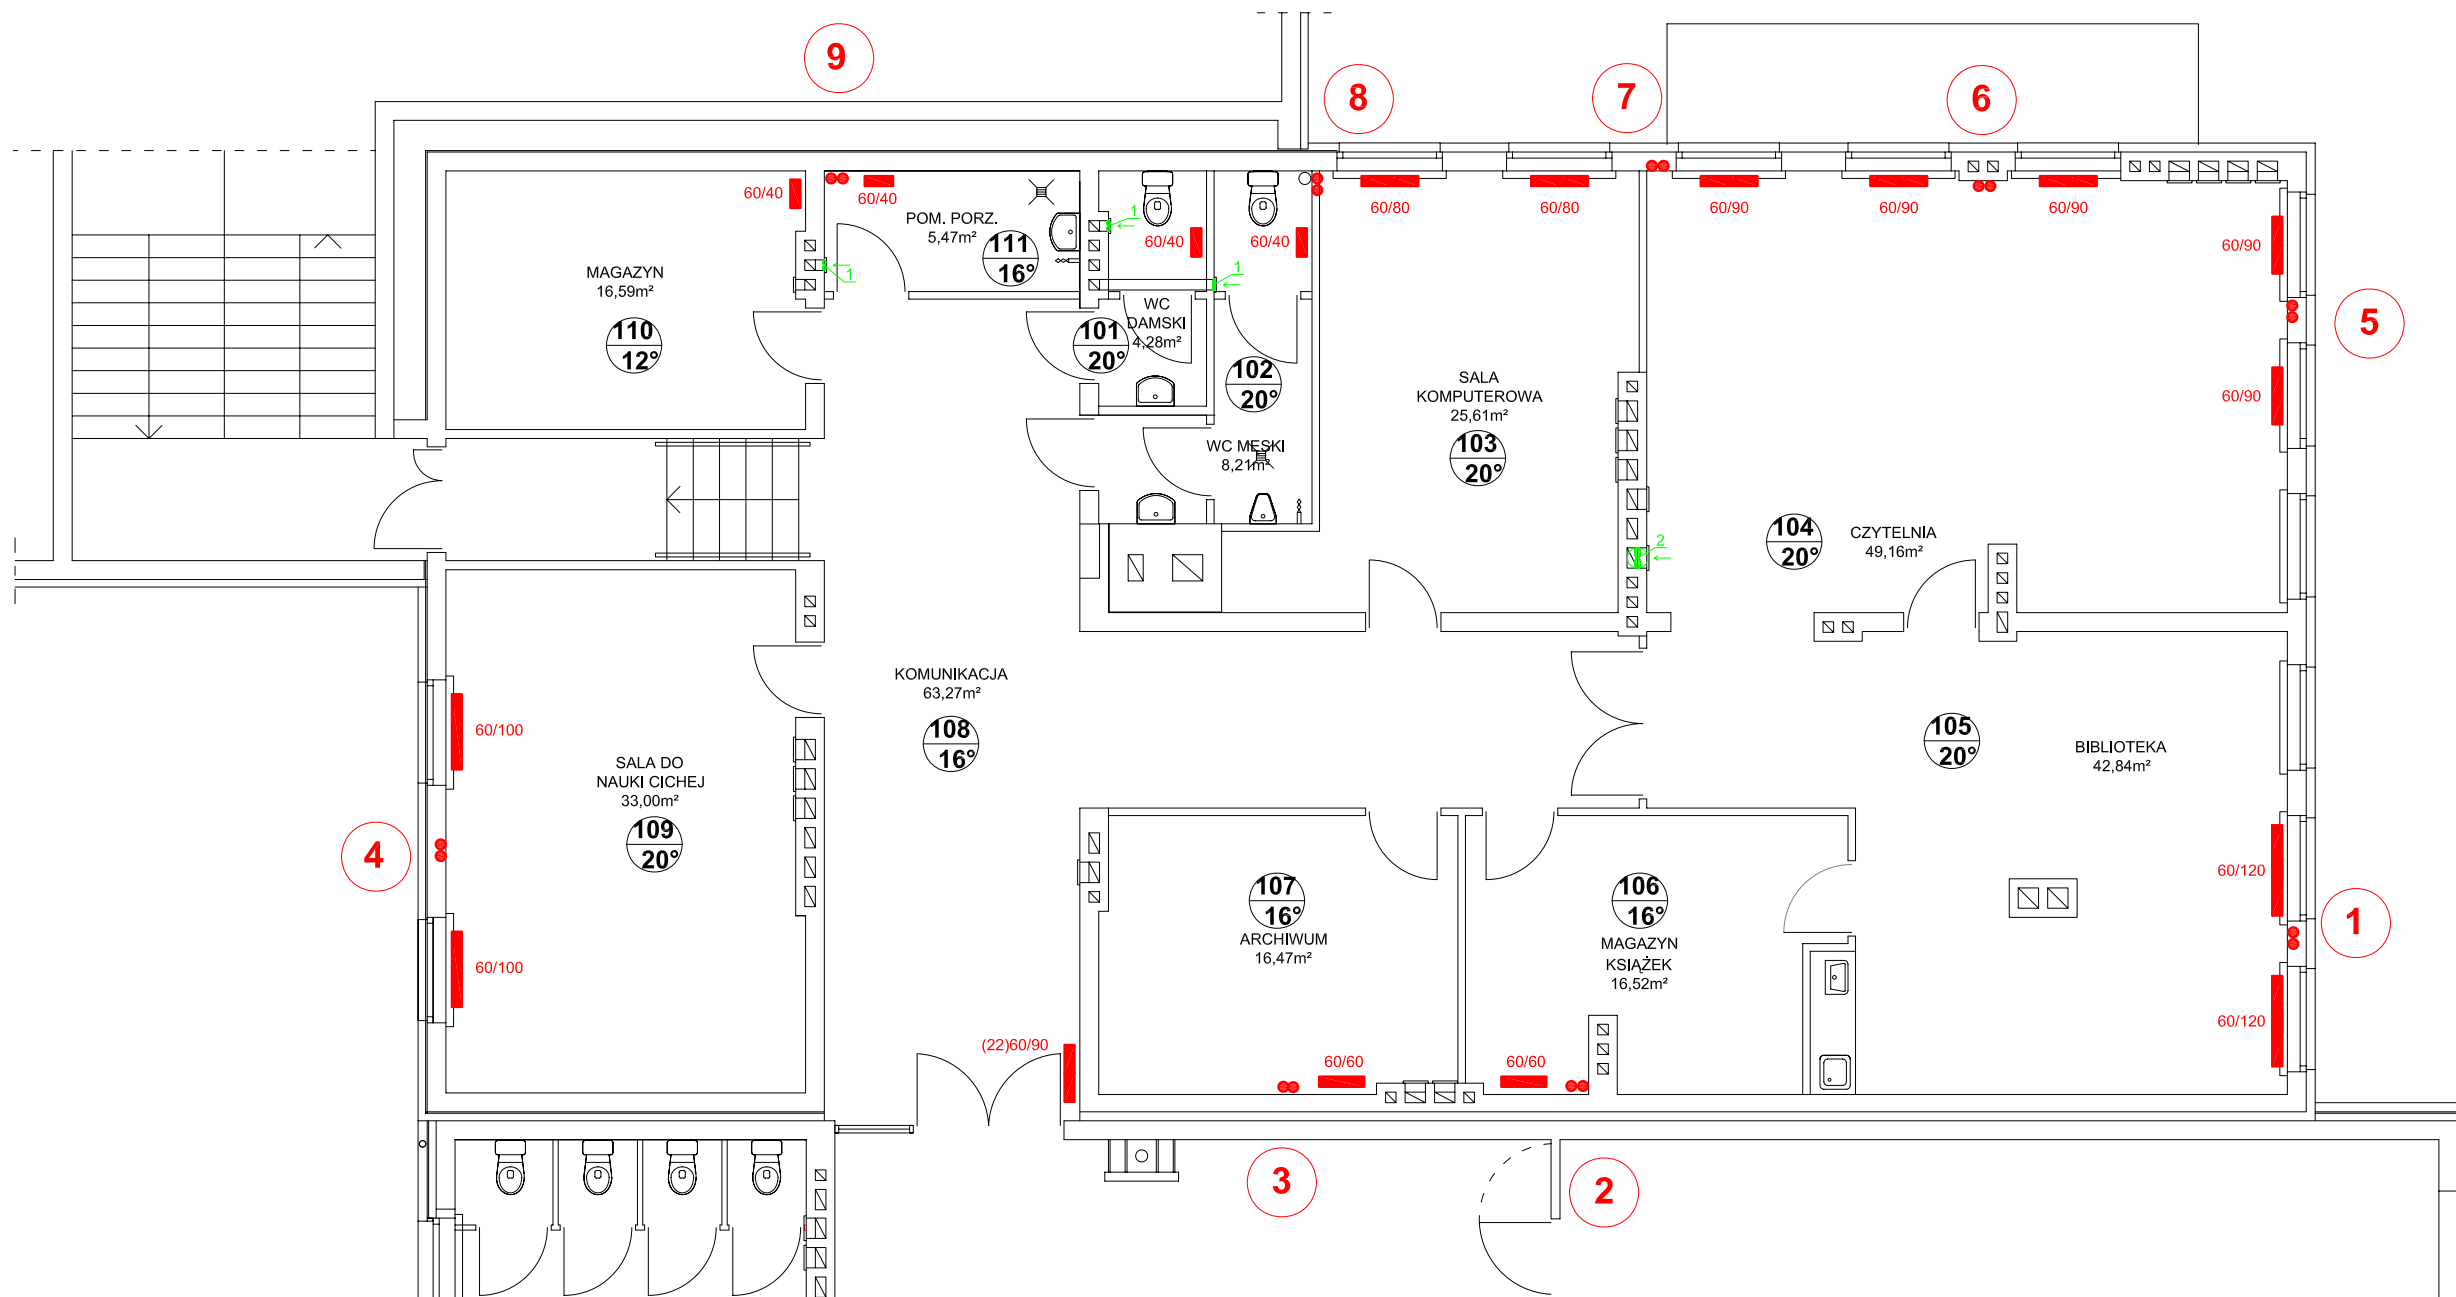 9
8
7
6
60/40
60/40
POM. PORZ.
5,47m²
111
16°
1
60/40
60/40
60/80
60/80
60/90
60/90
60/90
60/90
MAGAZYN
16,59m²
1
1
110
12°
101
20°
WC
DAMSKI
4,28m²
102
20°
5
SALA
KOMPUTEROWA
25,61m²
103
20°
60/90
WC MĘSKI
8,21m²
104
20°
CZYTELNIA
49,16m²
2
KOMUNIKACJA
63,27m²
108
16°
60/100
SALA DO
NAUKI CICHEJ
33,00m²
109
20°
105
20°
BIBLIOTEKA
42,84m²
4
107
16°
ARCHIWUM
16,47m²
106
16°
MAGAZYN
KSIĄŻEK
16,52m²
60/120
1
60/100
60/120
(22)60/90
60/60
60/60
3
2